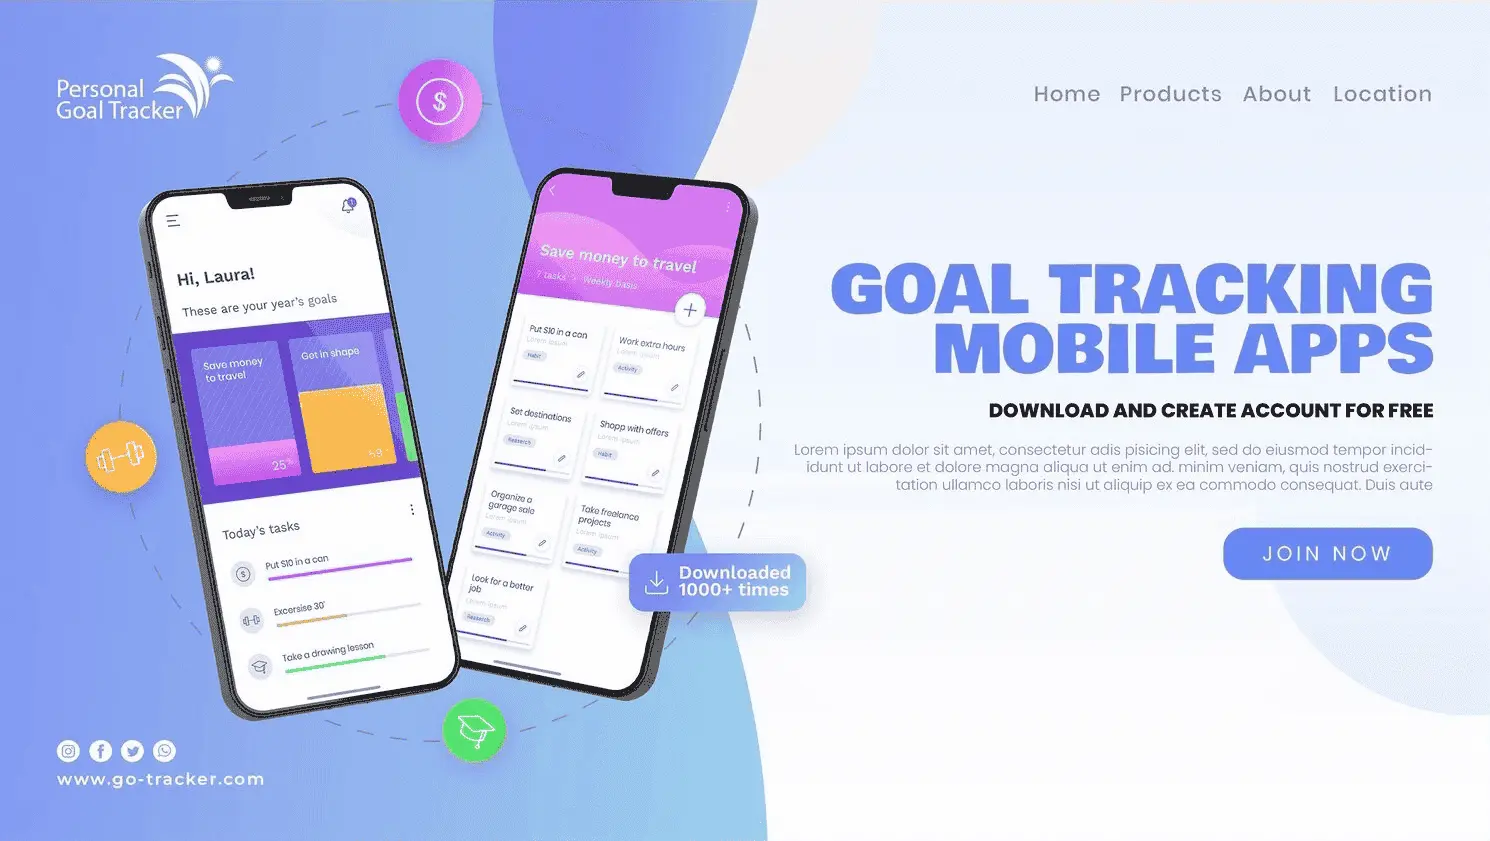 Personal
Goal Tracker
Home Products About Location
$
Hi, Laura!
These are your year's goals
Save money
to travel
25
Get in shape
Today's tasks
Put $10 in a can
$
Excersise 30'
Take a drawing lesson
Save money to travel
7 tasks
Weekly basis
Put $10 in a can
Lorem ipsum
Habit
Work extra hours
Lorem ipsum
Activity
Set destinations
Lorem ipsum
Research
Shopp with offers
Lorem ipsum
Habit
Organize a
garage sale
Lorem ipsum
Activity
Take freelance
projects
Lorem ipsum
Activity
Look for a better
job
Lorem ipsum
Research
Downloaded
1000+ times
GOAL TRACKING
MOBILE APPS
DOWNLOAD AND CREATE ACCOUNT FOR FREE
Lorem ipsum dolor sit amet, consectetur adis pisicing elit, sed do eiusmod tempor incid-
idunt ut labore et dolore magna aliqua ut enim ad. minim veniam, quis nostrud exerci-
tation ullamco laboris nisi ut aliquip ex ea commodo consequat. Duis aute
JOIN NOW
www.go-tracker.com